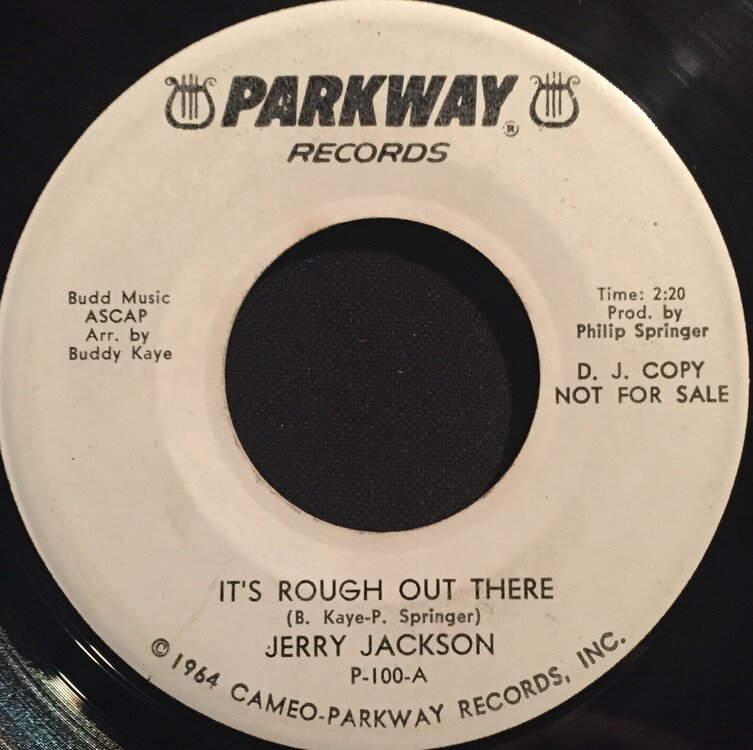 PARKWAY®
RECORDS
Budd Music
ASCAP
Arr. by
Buddy Kaye
Time: 2:20
Prod. by
Philip Springer
D. J. COPY
NOT FOR SALE
IT'S ROUGH OUT THERE
(B. Kaye-P. Springer)
JERRY JACKSON
P-100-A
© 1964 CAMEO-PARKWAY RECORDS, INC.